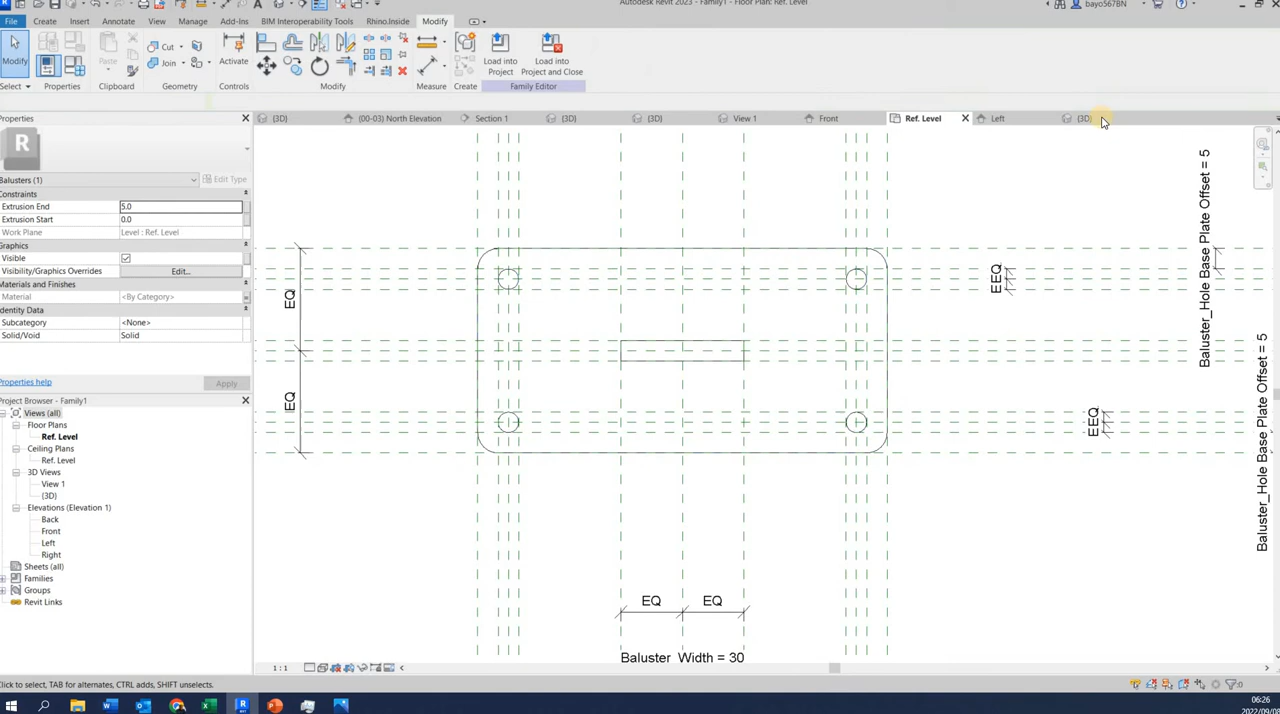 Autodesk Revit 2023 - Family1 - Floor Plan: Ref. Level
bayo567BN
File Create Insert Annotate View Manage Add-Ins BIM Interoperability Tools Rhino.Inside Modify
Modify
Paste
Cut
Join
Activate
Load into
Project
Load into
Project and Close
Select Properties Clipboard Geometry Controls Modify Measure Create Family Editor
Properties
{3D} (00-03) North Elevation Section 1 {3D} {3D} View 1 Front Ref. Level Left {3D}
R
Balusters (1)
Edit Type
Constraints
Extrusion End 5.0
Extrusion Start 0.0
Work Plane Level : Ref. Level
Graphics
Visible
Visibility/Graphics Overrides Edit...
Materials and Finishes
Material <By Category>
Identity Data
Subcategory <None>
Solid/Void Solid
Properties help
Apply
Project Browser - Family1
Views (all)
Floor Plans
Ref. Level
Ceiling Plans
Ref. Level
3D Views
View 1
{3D}
Elevations (Elevation 1)
Back
Front
Left
Right
Sheets (all)
Families
Groups
Revit Links
EQ
EQ
EQ EQ
Baluster Width = 30
Baluster_Hole Base Plate Offset = 5
Baluster_Hole Base Plate Offset = 5
1 : 1
Click to select, TAB for alternates, CTRL adds, SHIFT unselects.
:0
06:26
2022/09/08